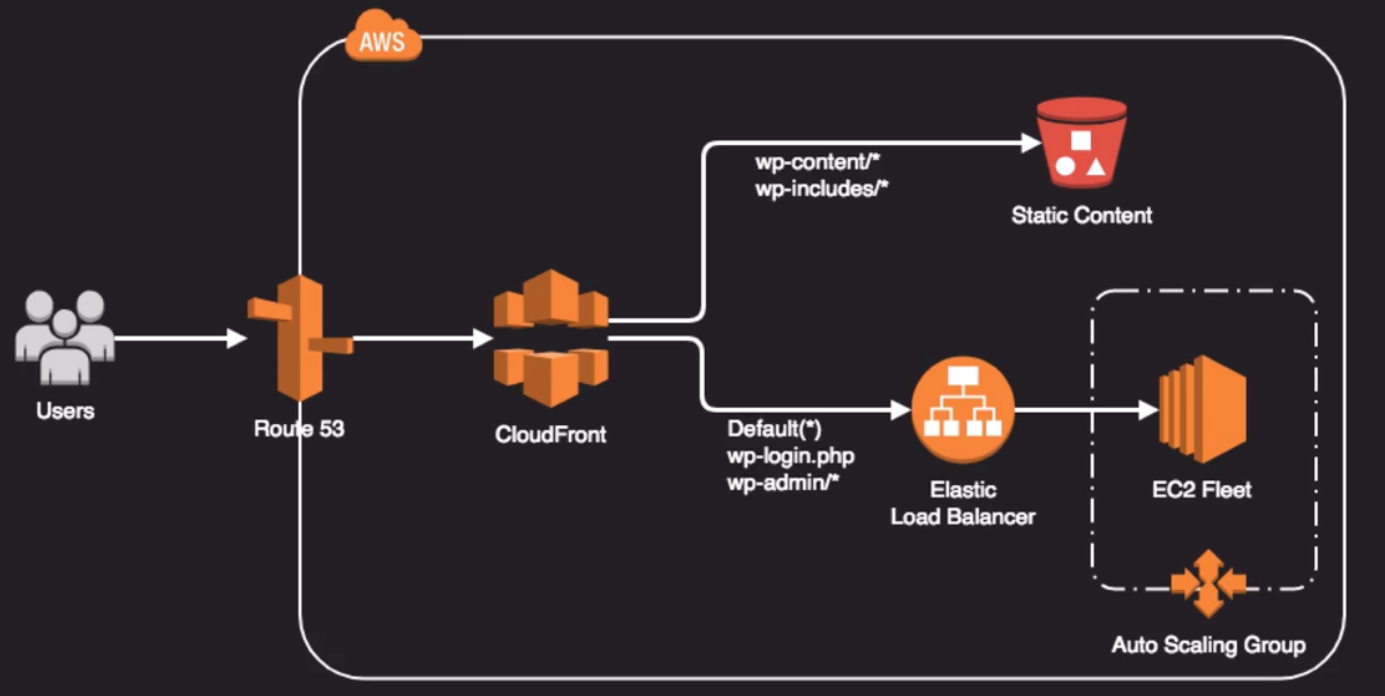 AWS
wp-content/*
wp-includes/*
Static Content
Users
Route 53
CloudFront
Default(*)
wp-login.php
wp-admin/*
Elastic
Load Balancer
EC2 Fleet
Auto Scaling Group